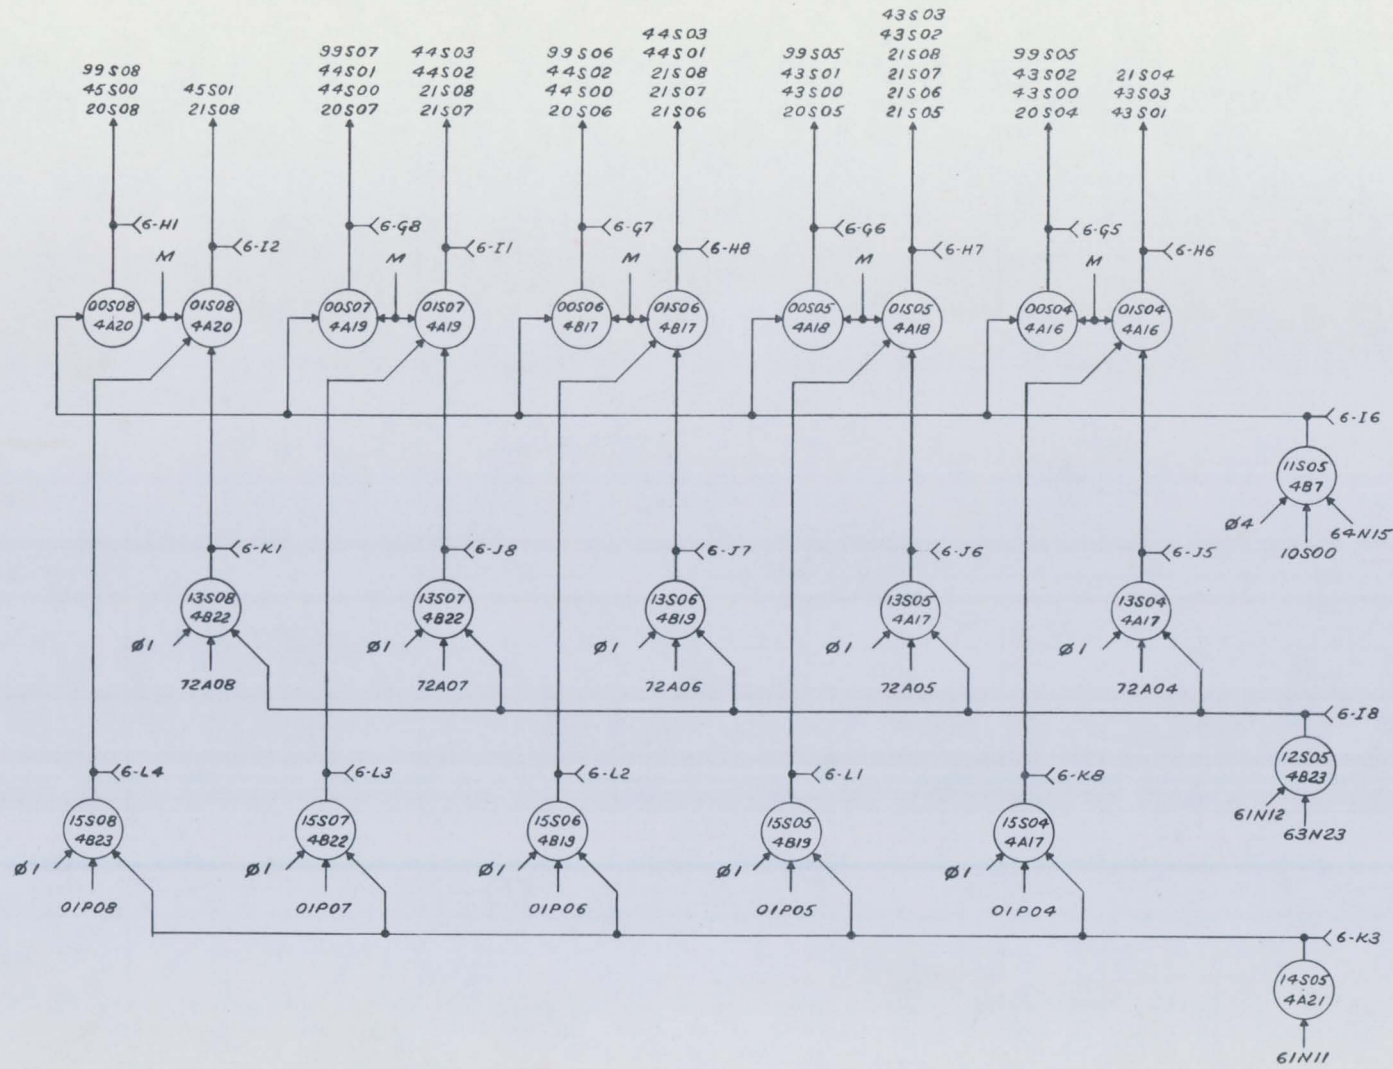 99S08
45S00
20S08
45S01
21S08
99S07
44S01
44S00
20S07
44S03
44S02
21S08
21S07
99S06
44S02
44S00
20S06
44S03
44S01
21S08
21S07
21S06
99S05
43S01
43S00
20S05
43S03
43S02
21S08
21S07
21S06
21S05
99S05
43S02
43S00
20S04
21S04
43S03
43S01
6-H1
6-I2
6-G8
6-I1
6-G7
6-H8
6-G6
6-H7
6-G5
6-H6
M
M
M
M
M
00S08
4A20
01S08
4A20
00S07
4A19
01S07
4A19
00S06
4B17
01S06
4B17
00S05
4A18
01S05
4A18
00S04
4A16
01S04
4A16
6-I6
11S05
4B7
Ø4
10S00
64N15
6-K1
6-J8
6-J7
6-J6
6-J5
13S08
4B22
13S07
4B22
13S06
4B19
13S05
4A17
13S04
4A17
Ø1
Ø1
Ø1
Ø1
Ø1
72A08
72A07
72A06
72A05
72A04
6-I8
12S05
4B23
61N12
63N23
6-L4
6-L3
6-L2
6-L1
6-K8
15S08
4B23
15S07
4B22
15S06
4B19
15S05
4B19
15S04
4A17
Ø1
Ø1
Ø1
Ø1
Ø1
01P08
01P07
01P06
01P05
01P04
6-K3
14S05
4A21
61N11